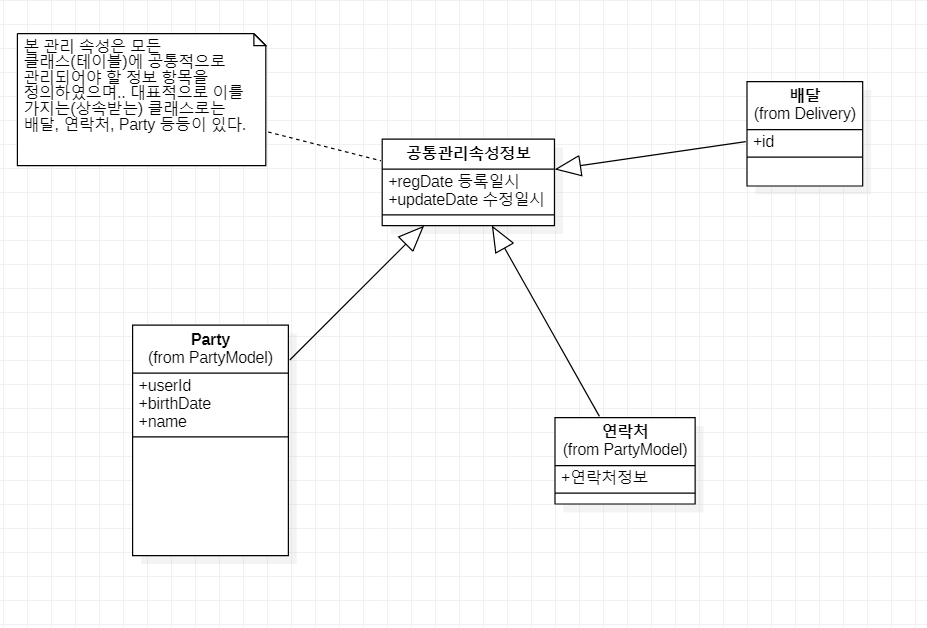 본 관리 속성은 모든
클래스(테이블)에 공통적으로
관리되어야 할 정보 항목을
정의하였으며.. 대표적으로 이를
가지는(상속받는) 클래스로는
배달, 연락처, Party 등등이 있다.
공통관리속성정보
+regDate 등록일시
+updateDate 수정일시
배달
(from Delivery)
+id
Party
(from PartyModel)
+userId
+birthDate
+name
연락처
(from PartyModel)
+연락처정보